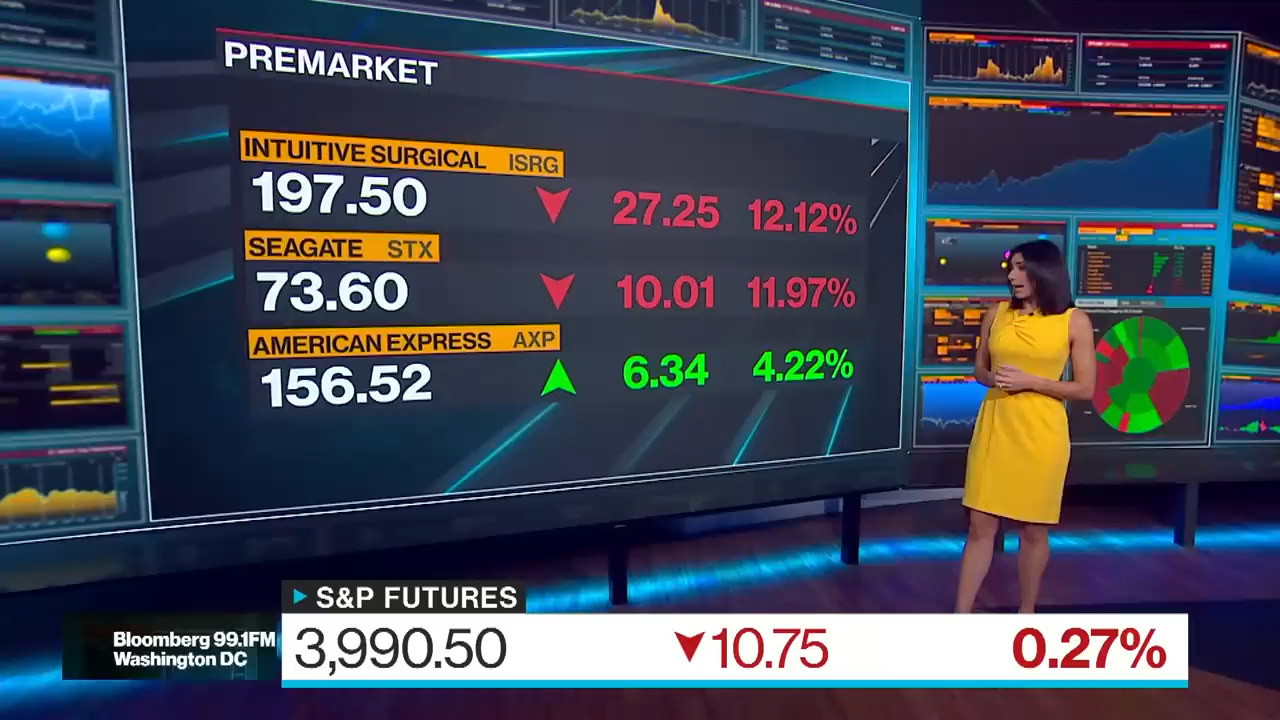 PREMARKET
INTUITIVE SURGICAL ISRG
197.50 ▼ 27.25 12.12%
SEAGATE STX
73.60 ▼ 10.01 11.97%
AMERICAN EXPRESS AXP
156.52 ▲ 6.34 4.22%
S&P FUTURES
Bloomberg 99.1FM
Washington DC
3,990.50 ▼10.75 0.27%